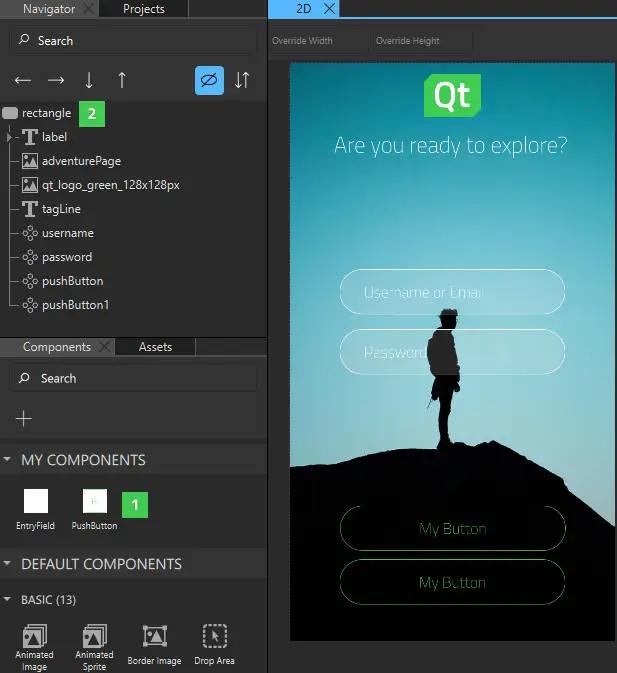 Navigator
Projects
Search
rectangle 2
label
adventurePage
qt_logo_green_128x128px
tagLine
username
password
pushButton
pushButton1
Components
Assets
Search
MY COMPONENTS
EntryField
PushButton
1
DEFAULT COMPONENTS
BASIC (13)
Animated
Image
Animated
Sprite
Border Image
Drop Area
2D
Override Width
Override Height
Qt
Are you ready to explore?
Username or Email
Password
My Button
My Button